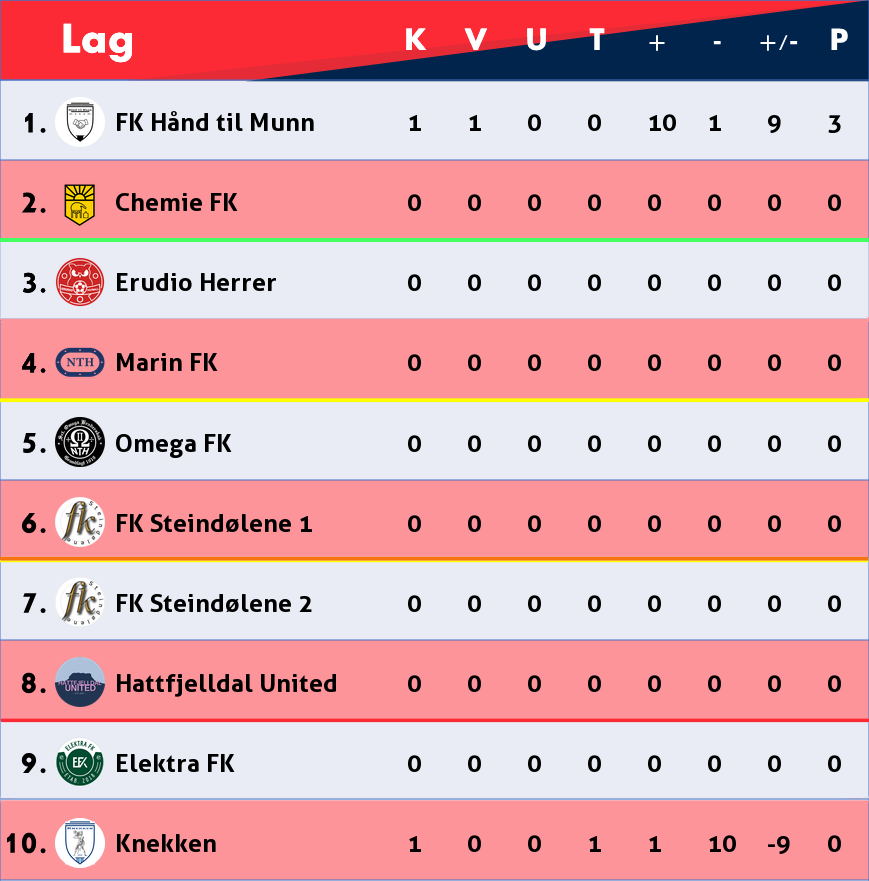 Lag K V U T + - +/- P
1. FK Hånd til Munn 1 1 0 0 10 1 9 3
2. Chemie FK 0 0 0 0 0 0 0 0
3. Erudio Herrer 0 0 0 0 0 0 0 0
4. NTH Marin FK 0 0 0 0 0 0 0 0
5. Omega FK 0 0 0 0 0 0 0 0
6. fk Steindølene FK Steindølene 1 0 0 0 0 0 0 0 0
7. fk Steindølene FK Steindølene 2 0 0 0 0 0 0 0 0
8. HATTFJELLDAL UNITED Hattfjelldal United 0 0 0 0 0 0 0 0
9. ELEKTRA FK EFK Elektra FK 0 0 0 0 0 0 0 0
10. KNEKKEN Knekken 1 0 0 1 1 10 -9 0